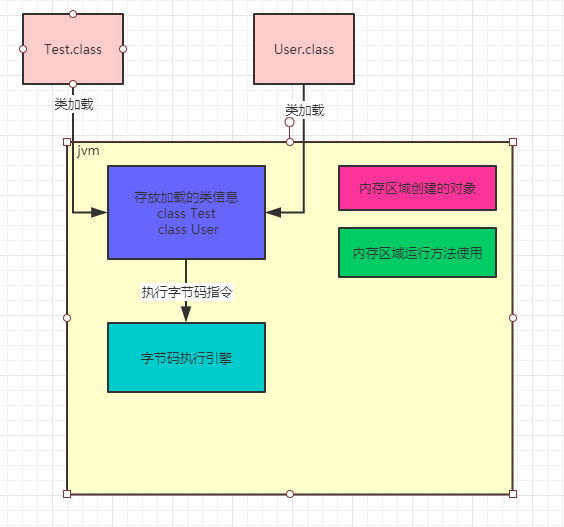 Test.class
User.class
类加载
类加载
jvm
存放加载的类信息
class Test
class User
内存区域创建的对象
内存区域运行方法使用
执行字节码指令
字节码执行引擎